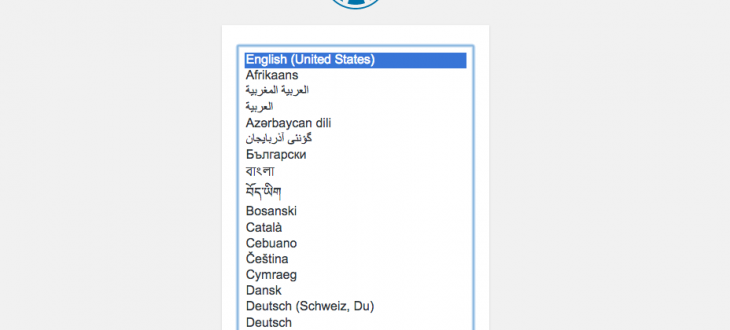 English (United States)
Afrikaans
العربية المغربية
العربية
Azərbaycan dili
گؤنئی آذربایجان
Български
বাংলা
བོད་ཡིག
Bosanski
Català
Cebuano
Čeština
Cymraeg
Dansk
Deutsch (Schweiz, Du)
Deutsch